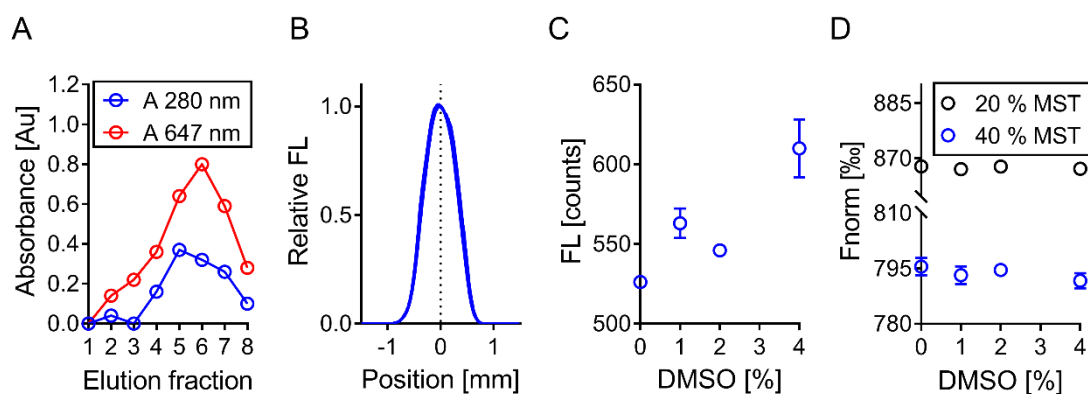 A
Absorbance [Au]
1.2
1.0
0.8
0.6
0.4
0.2
0.0
A 280 nm
A 647 nm
1 2 3 4 5 6 7 8
Elution fraction
B
Relative FL
1.0
0.5
0.0
-1 0 1
Position [mm]
C
FL [counts]
650
600
550
500
0 1 2 3 4
DMSO [%]
D
Fnorm [‰]
885
870
810
795
780
20 % MST
40 % MST
0 1 2 3 4
DMSO [%]